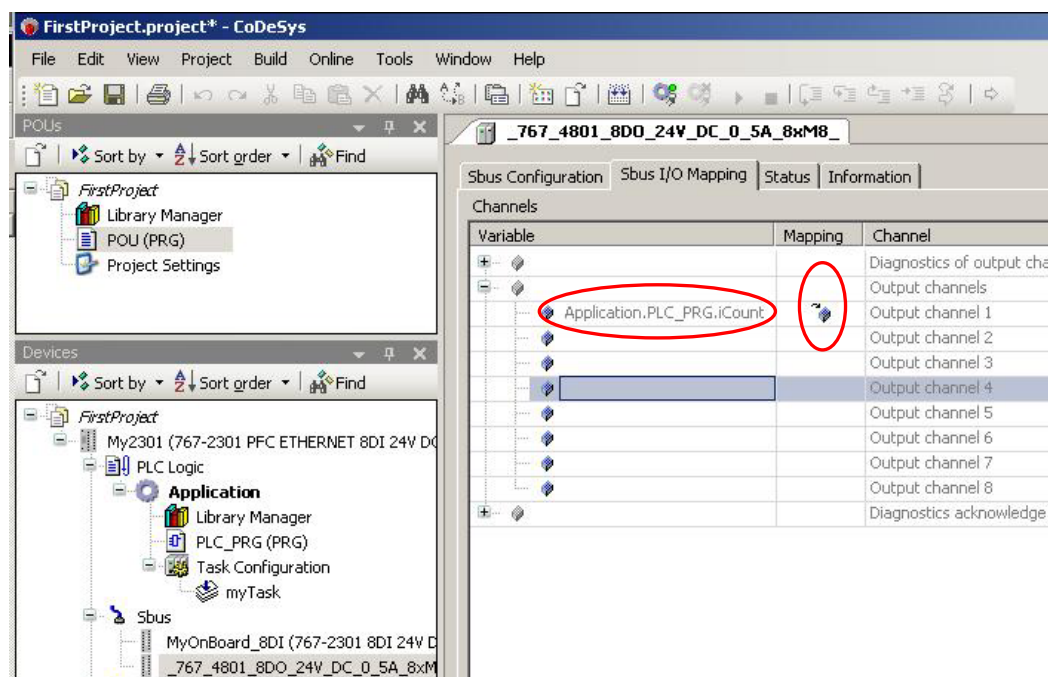 FirstProject.project* - CoDeSys
File Edit View Project Build Online Tools Window Help
POUs
Sort by Sort order Find
FirstProject
Library Manager
POU (PRG)
Project Settings
Devices
Sort by Sort order Find
FirstProject
My2301 (767-2301 PFC ETHERNET 8DI 24V DC
PLC Logic
Application
Library Manager
PLC_PRG (PRG)
Task Configuration
myTask
Sbus
MyOnBoard_8DI (767-2301 8DI 24V D
_767_4801_8DO_24V_DC_0_5A_8xM
_767_4801_8DO_24V_DC_0_5A_8xM8_
Sbus Configuration Sbus I/O Mapping Status Information
Channels
Variable Mapping Channel
Diagnostics of output cha
Output channels
Application.PLC_PRG.iCount Output channel 1
Output channel 2
Output channel 3
Output channel 4
Output channel 5
Output channel 6
Output channel 7
Output channel 8
Diagnostics acknowledge